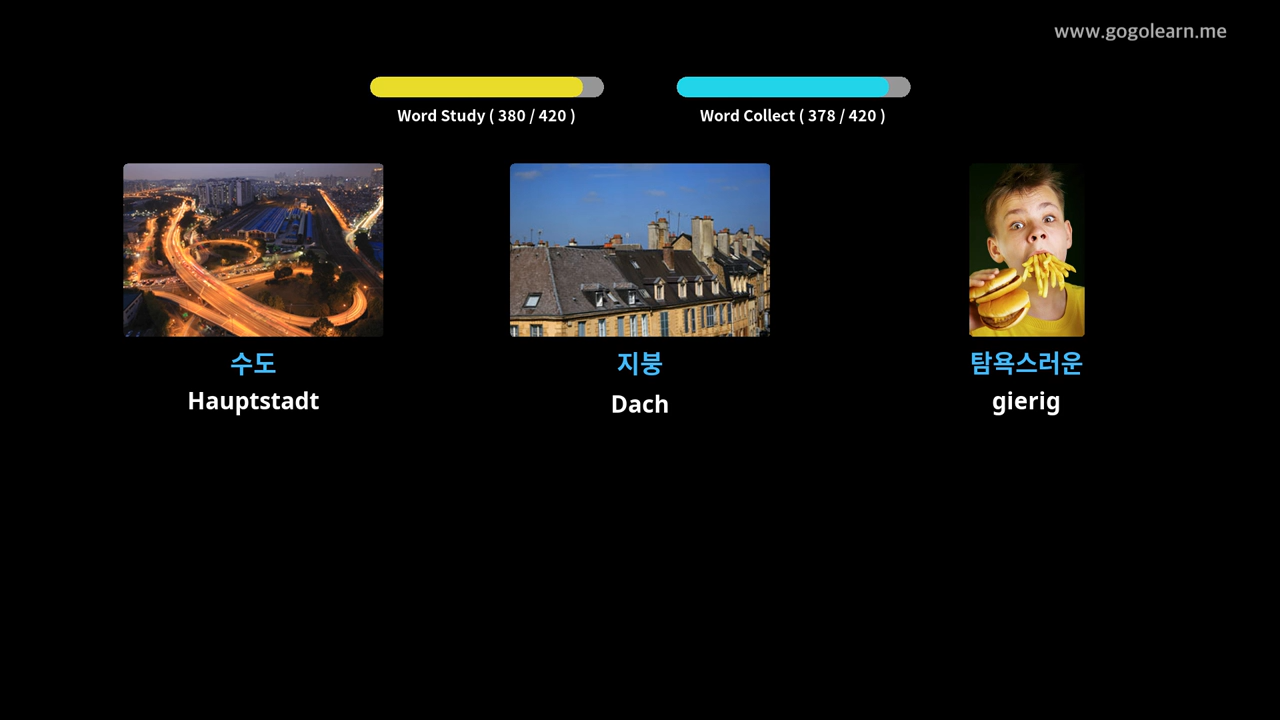 www.gogolearn.me
Word Study ( 380 / 420 )
Word Collect ( 378 / 420 )
수도
Hauptstadt
지붕
Dach
탐욕스러운
gierig